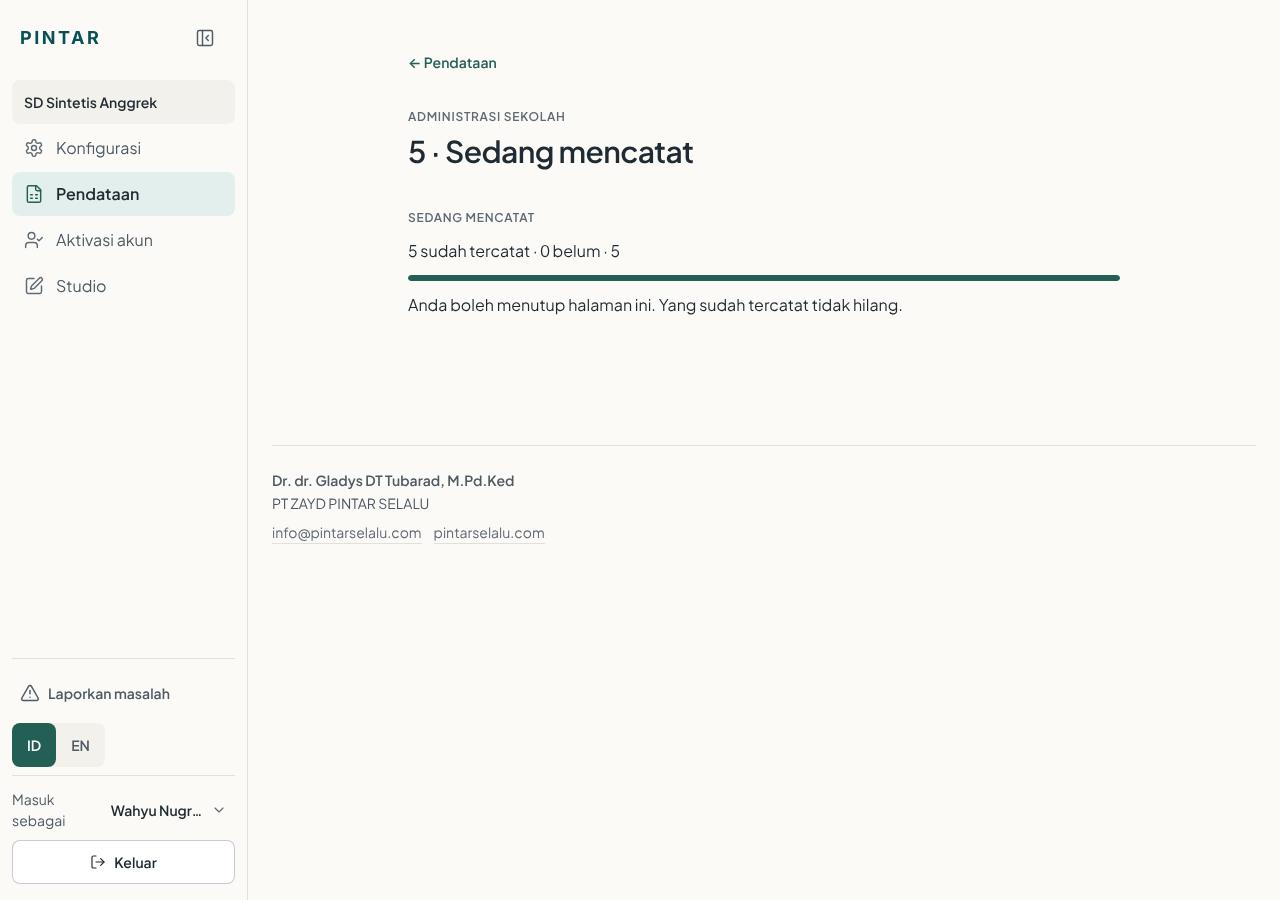 PINTAR
SD Sintetis Anggrek
Konfigurasi
Pendataan
Aktivasi akun
Studio
Laporkan masalah
ID EN
Masuk sebagai
Wahyu Nugr…
Keluar
← Pendataan
ADMINISTRASI SEKOLAH
5 · Sedang mencatat
SEDANG MENCATAT
5 sudah tercatat · 0 belum · 5
Anda boleh menutup halaman ini. Yang sudah tercatat tidak hilang.
Dr. dr. Gladys DT Tubarad, M.Pd.Ked
PT ZAYD PINTAR SELALU
info@pintarselalu.com pintarselalu.com